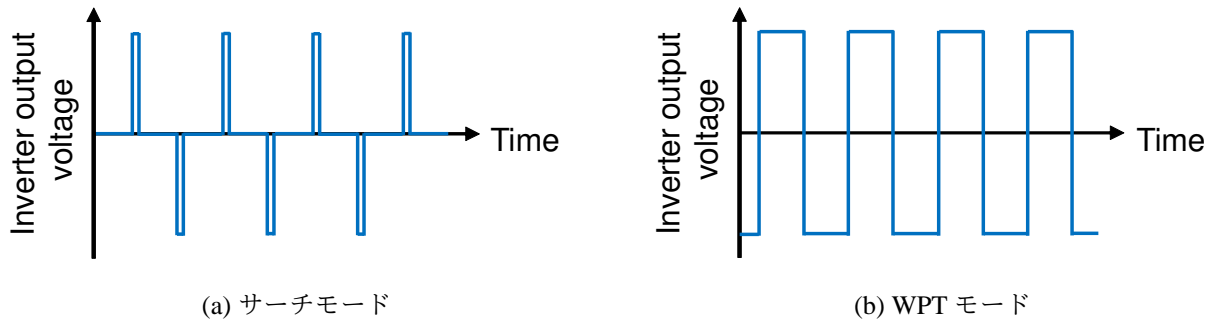 Inverter output
voltage
Time
(a) サーチモード
Inverter output
voltage
Time
(b) WPT モード